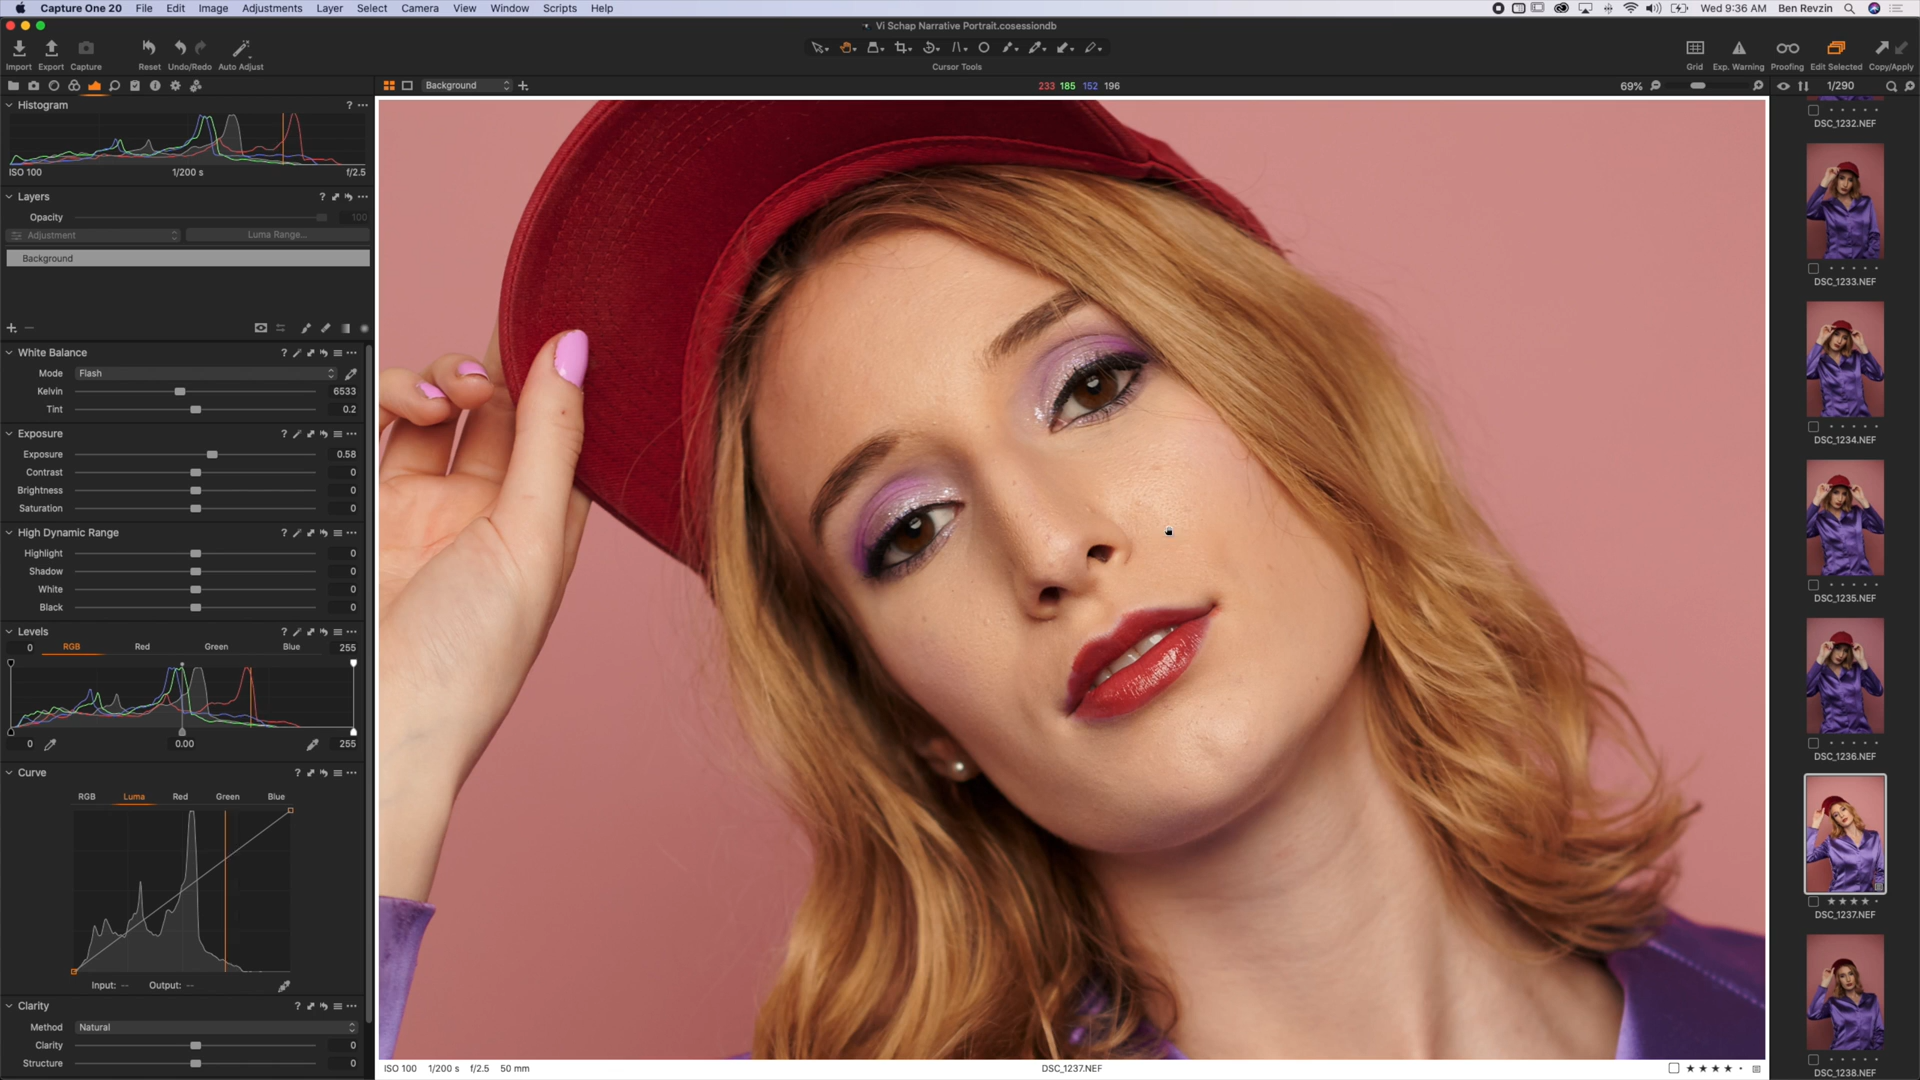 Capture One 20 File Edit Image Adjustments Layer Select Camera View Window Scripts Help
Wed 9:36 AM Ben Revzin
Vi Schap Narrative Portrait.cosessiondb
Import Export Capture Reset Undo/Redo Auto Adjust
Cursor Tools
Grid Exp. Warning Proofing Edit Selected Copy/Apply
Background
233 185 152 196
69%
1/290
Histogram
ISO 100 1/200 s f/2.5
Layers
Opacity 100
Adjustment Luma Range...
Background
White Balance
Mode Flash
Kelvin 6533
Tint 0.2
Exposure
Exposure 0.58
Contrast 0
Brightness 0
Saturation 0
High Dynamic Range
Highlight 0
Shadow 0
White 0
Black 0
Levels
0 RGB Red Green Blue 255
0 0.00 255
Curve
RGB Luma Red Green Blue
Input: -- Output: --
Clarity
Method Natural
Clarity 0
Structure 0
ISO 100 1/200 s f/2.5 50 mm
DSC_1237.NEF
DSC_1232.NEF
DSC_1233.NEF
DSC_1234.NEF
DSC_1235.NEF
DSC_1236.NEF
DSC_1237.NEF
DSC_1238.NEF